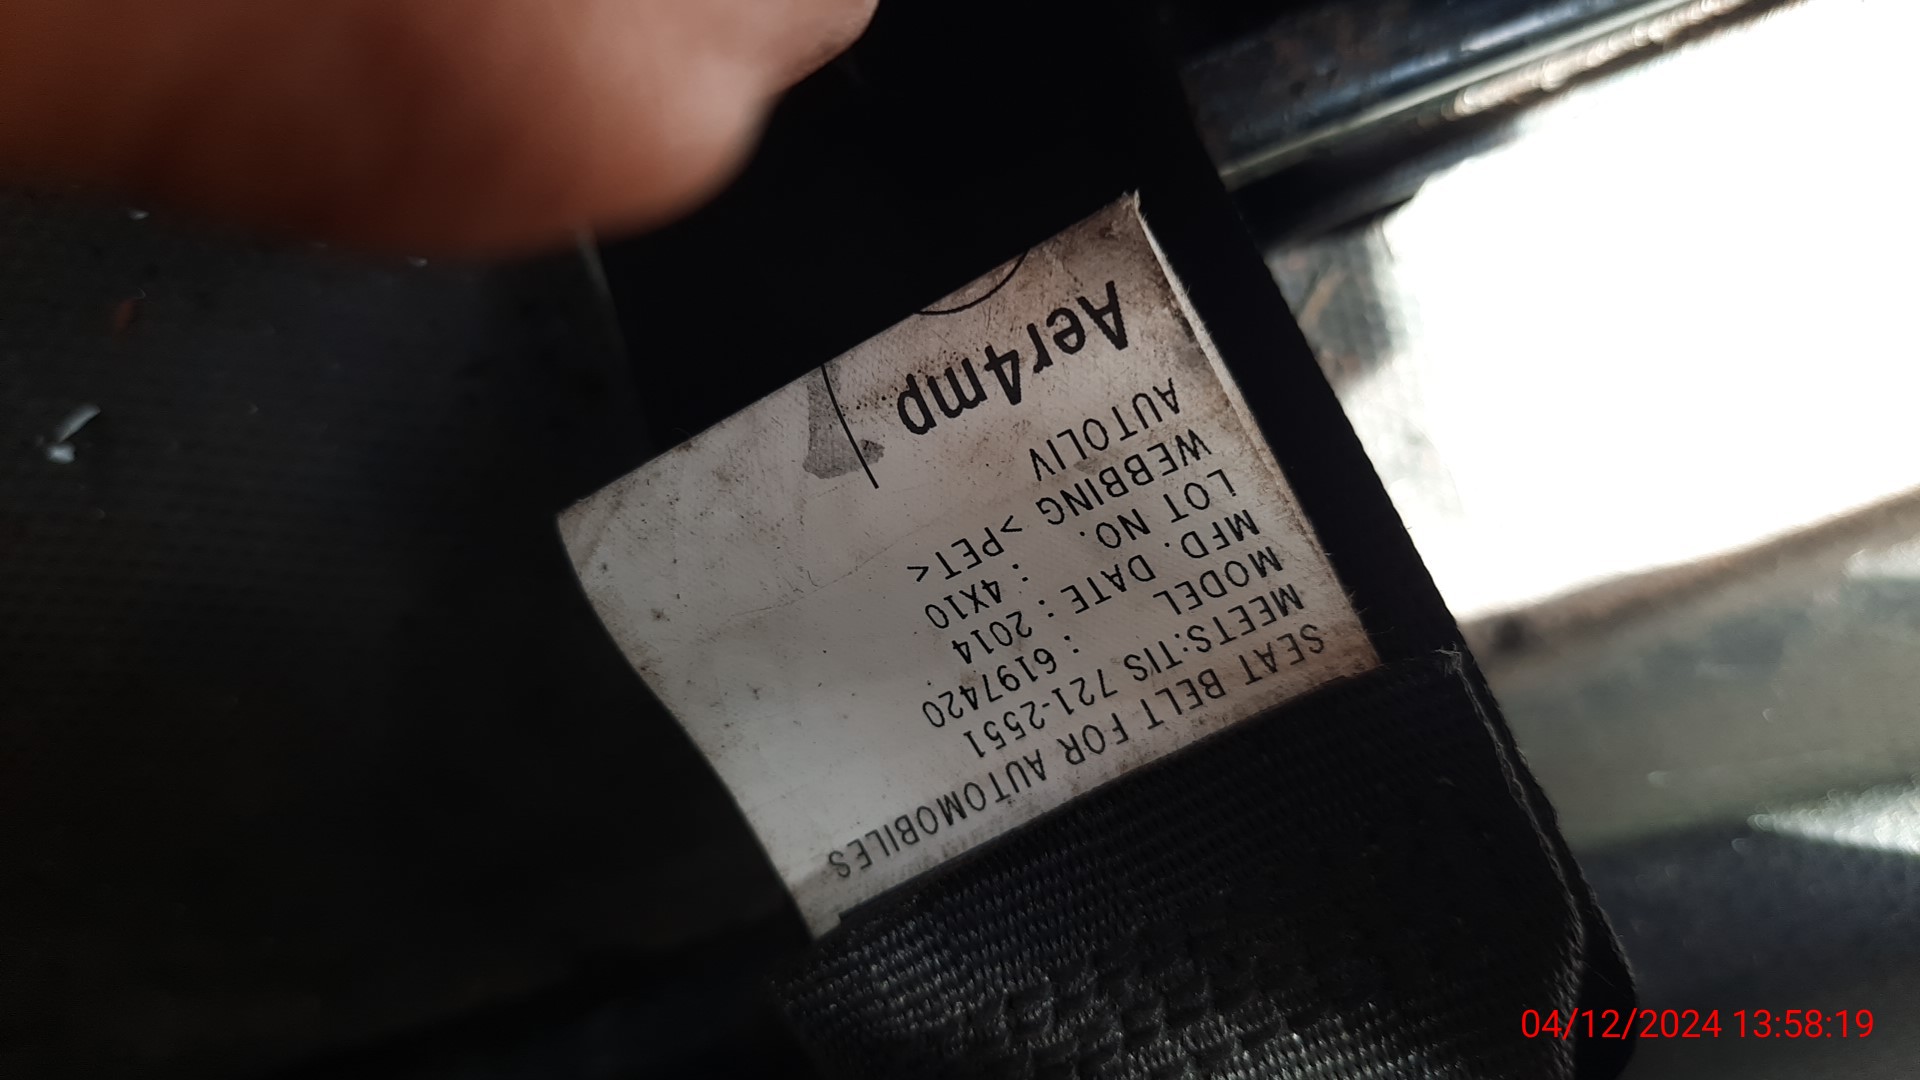 SEAT BELT FOR AUTOMOBILES
MEETS:TIS 721-2551
MODEL : 6197420
MFD. DATE : 2014
LOT NO. : 4X10
WEBBING >PET<
AUTOLIV
Aer4mp
04/12/2024 13:58:19